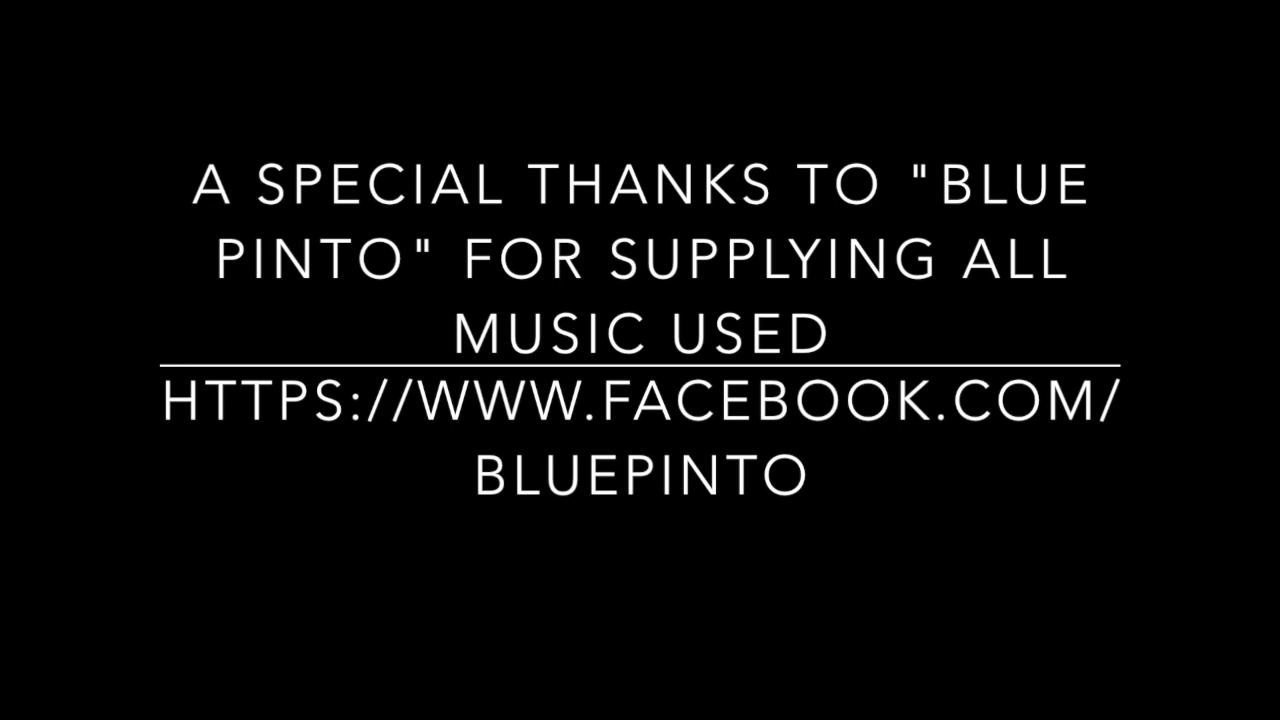 A SPECIAL THANKS TO "BLUE
PINTO" FOR SUPPLYING ALL
MUSIC USED
HTTPS://WWW.FACEBOOK.COM/
BLUEPINTO